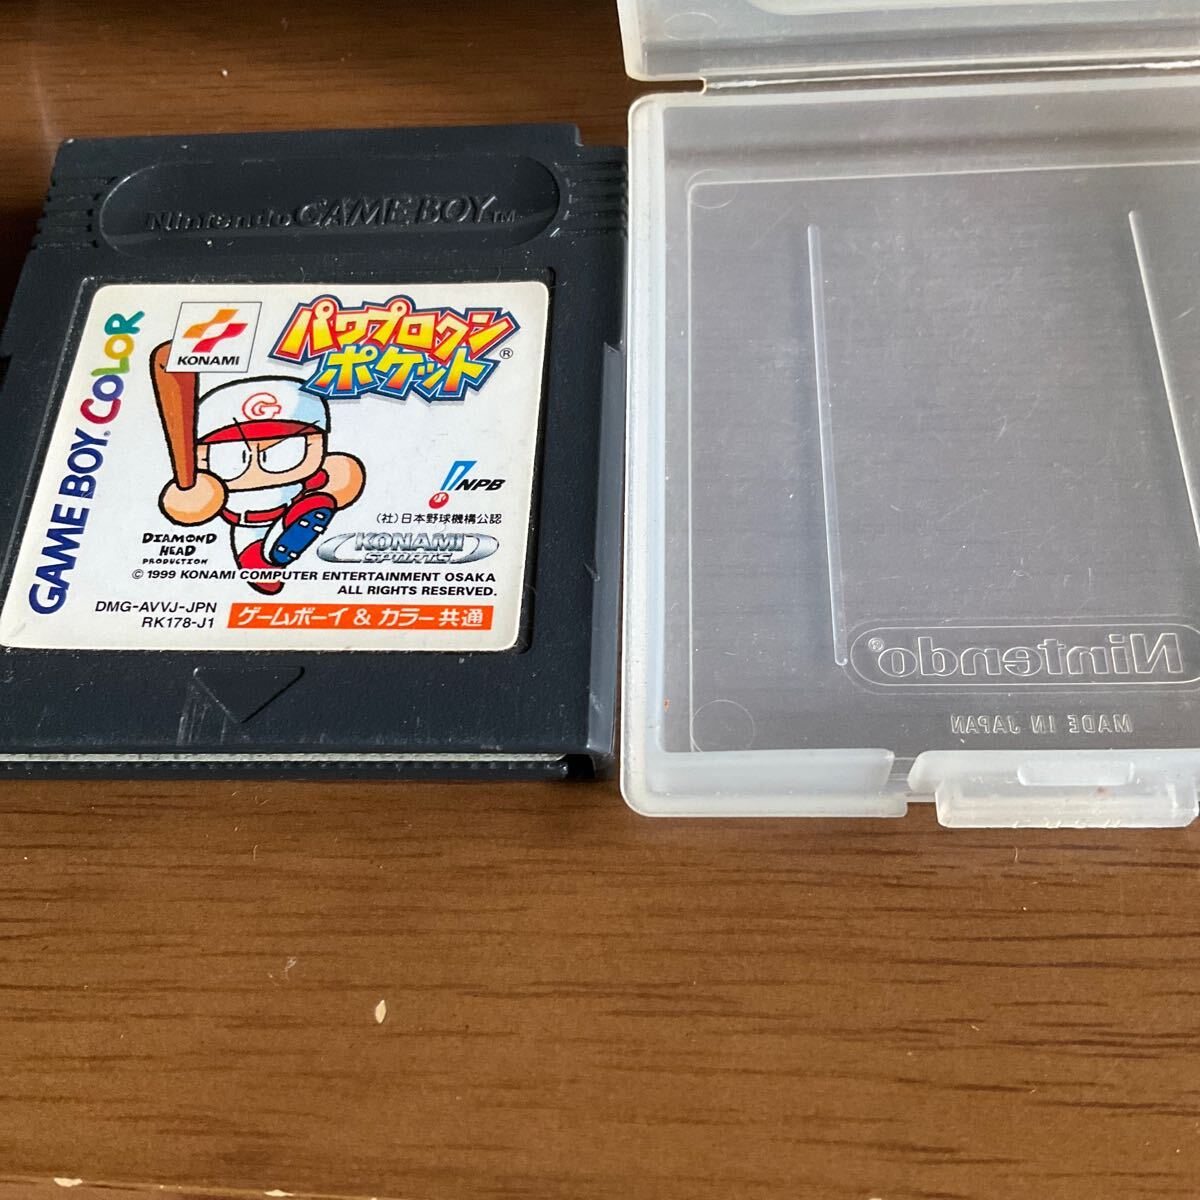 Nintendo GAME BOY TM
GAME BOY COLOR
KONAMI
パワプロクン
ポケット ®
G
NPB
(社)日本野球機構公認
DIAMOND
HEAD
PRODUCTION
KONAMI
SPORTS
© 1999 KONAMI COMPUTER ENTERTAINMENT OSAKA
ALL RIGHTS RESERVED.
DMG-AVVJ-JPN
RK178-J1
ゲームボーイ & カラー共通
Nintendo®
MADE IN JAPAN